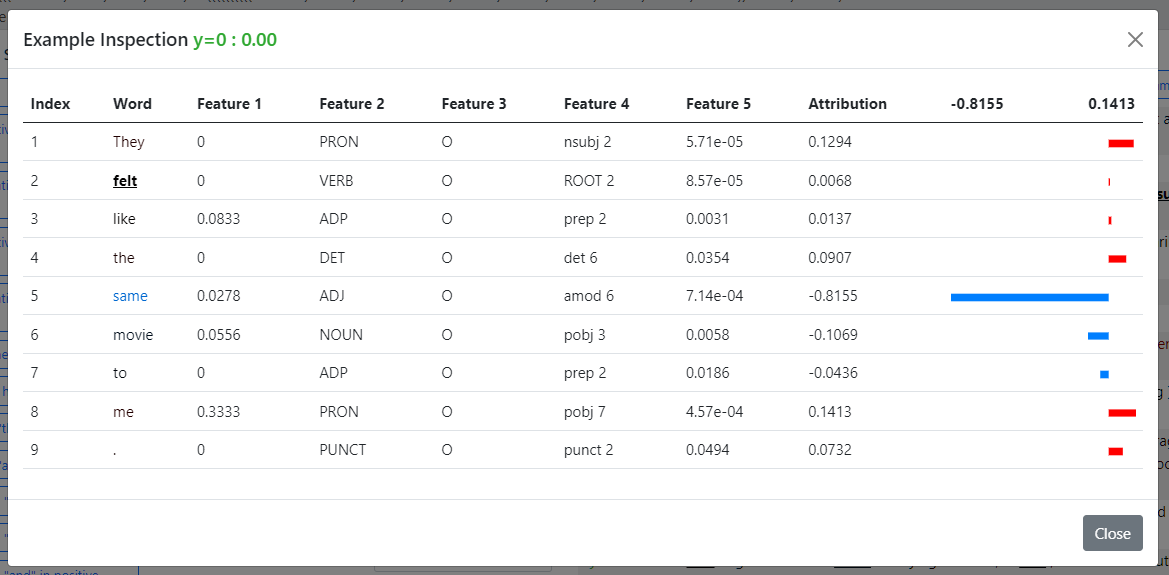 Example Inspection y=0 : 0.00
Index Word Feature 1 Feature 2 Feature 3 Feature 4 Feature 5 Attribution -0.8155 0.1413
1 They 0 PRON O nsubj 2 5.71e-05 0.1294
2 felt 0 VERB O ROOT 2 8.57e-05 0.0068
3 like 0.0833 ADP O prep 2 0.0031 0.0137
4 the 0 DET O det 6 0.0354 0.0907
5 same 0.0278 ADJ O amod 6 7.14e-04 -0.8155
6 movie 0.0556 NOUN O pobj 3 0.0058 -0.1069
7 to 0 ADP O prep 2 0.0186 -0.0436
8 me 0.3333 PRON O pobj 7 4.57e-04 0.1413
9 . 0 PUNCT O punct 2 0.0494 0.0732
Close